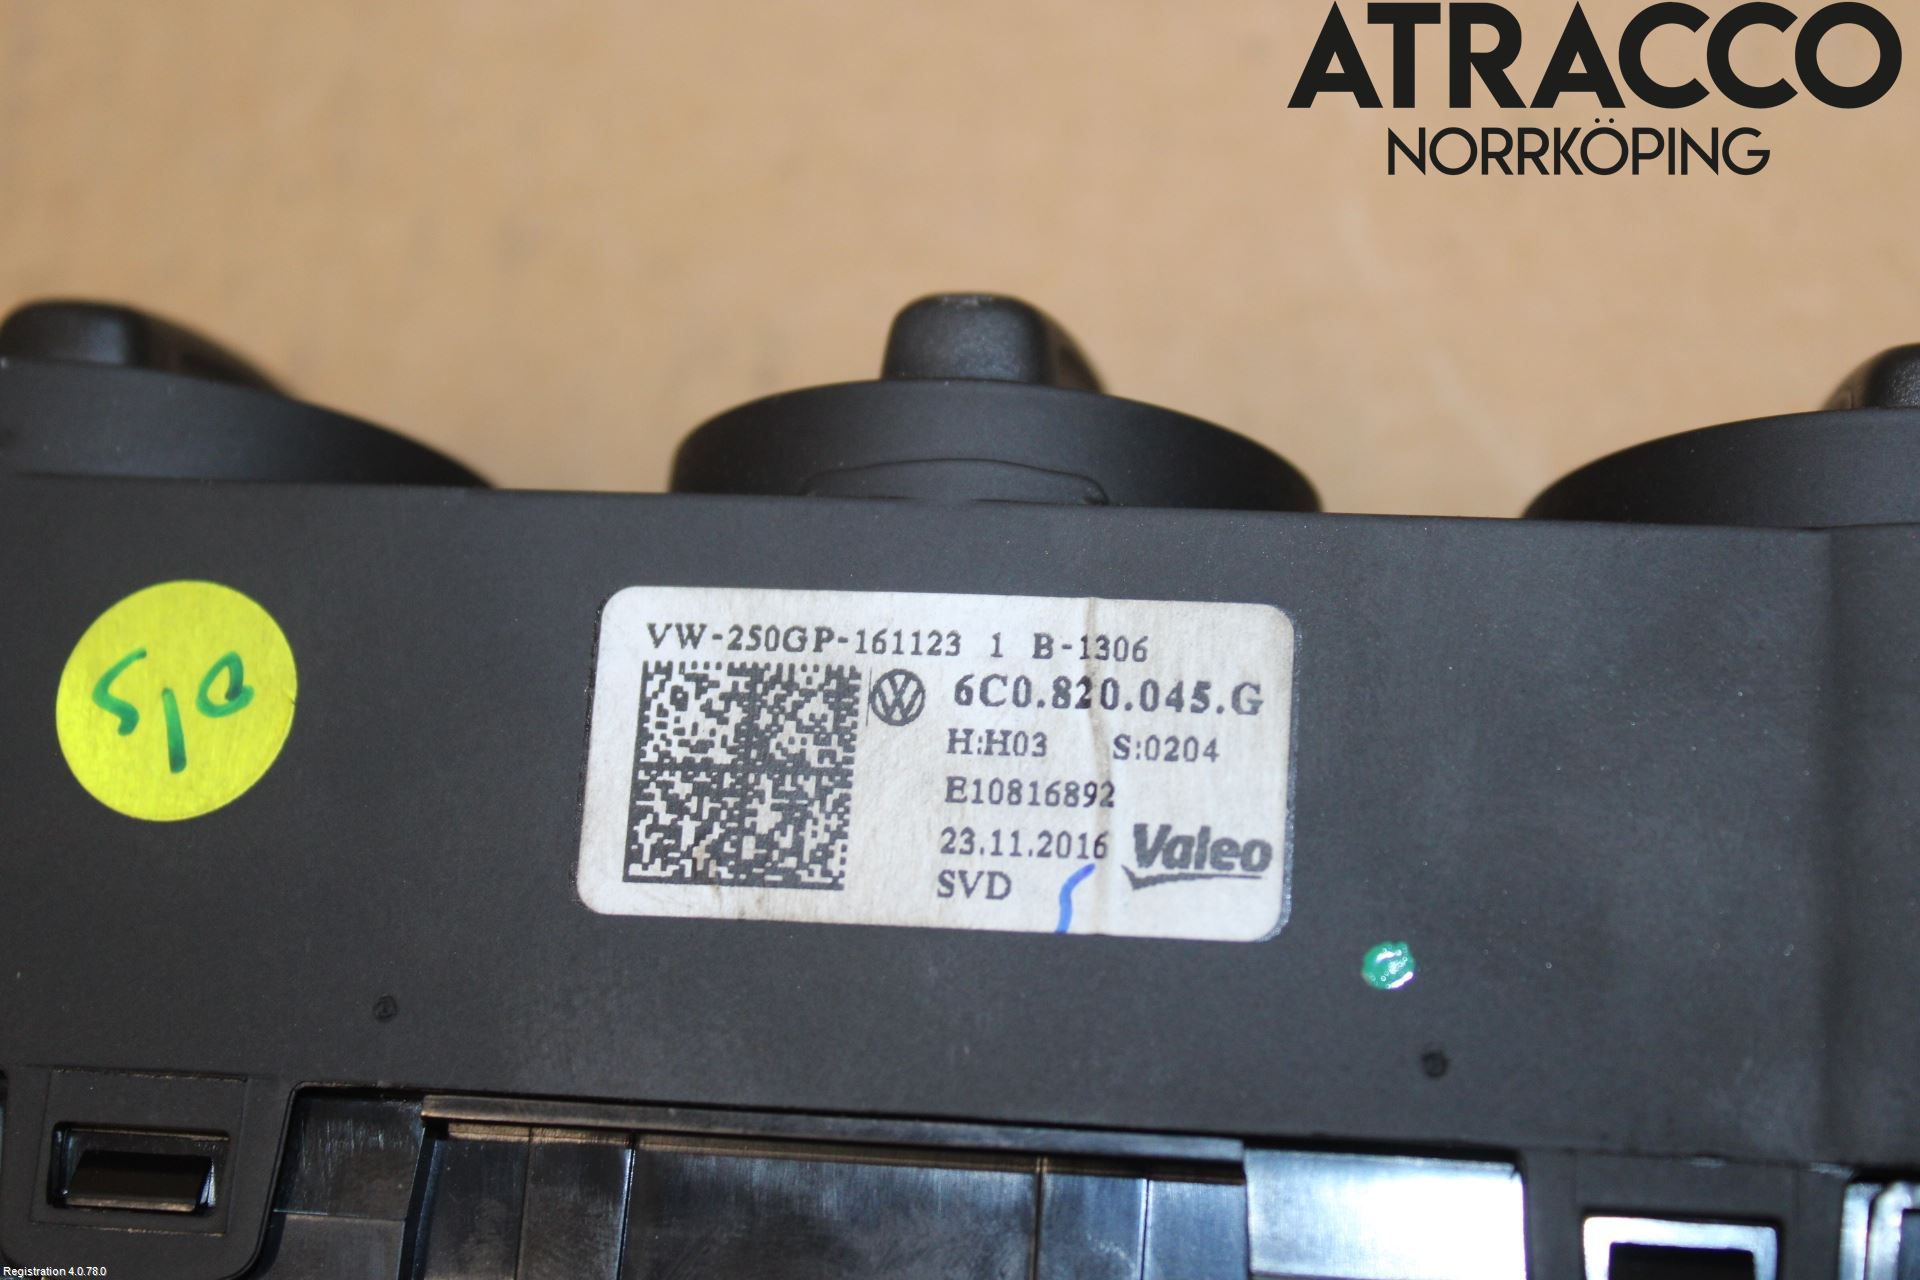 ATRACCO
NORRKÖPING
VW-250GP-161123 1 B-1306
6C0.820.045.G
H:H03 S:0204
E10816892
23.11.2016
Valeo
SVD
Registration 4.0.78.0